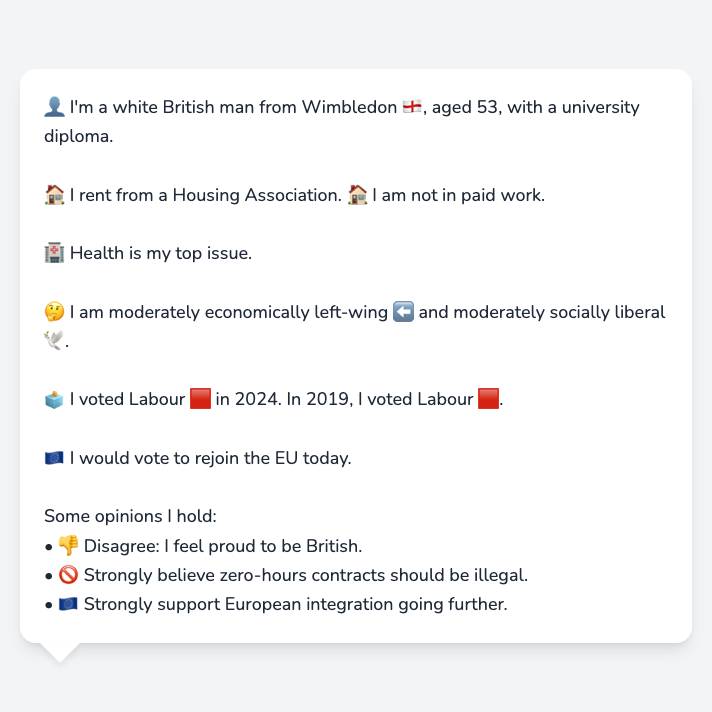 👤 I'm a white British man from Wimbledon 🏴󠁧󠁢󠁥󠁮󠁧󠁿, aged 53, with a university
diploma.
🏠 I rent from a Housing Association. 🏠 I am not in paid work.
🏥 Health is my top issue.
🤔 I am moderately economically left-wing ⬅️ and moderately socially liberal
🕊️.
🗳️ I voted Labour 🟥 in 2024. In 2019, I voted Labour 🟥.
🇪🇺 I would vote to rejoin the EU today.
Some opinions I hold:
• 👎 Disagree: I feel proud to be British.
• 🚫 Strongly believe zero-hours contracts should be illegal.
• 🇪🇺 Strongly support European integration going further.